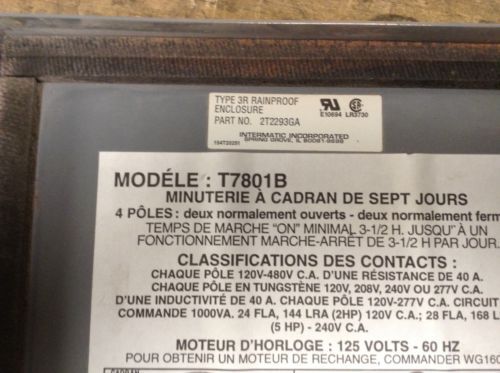 TYPE 3R RAINPROOF
ENCLOSURE
PART NO. 2T2293GA
E10694 LR3730
INTERMATIC INCORPORATED
SPRING GROVE, IL 60081-9698
MODÉLE : T7801B
MINUTERIE À CADRAN DE SEPT JOURS
4 PÔLES : deux normalement ouverts - deux normalement ferm
TEMPS DE MARCHE "ON" MINIMAL 3-1/2 H. JUSQU'À UN
FONCTIONNEMENT MARCHE-ARRÊT DE 3-1/2 H PAR JOUR.
CLASSIFICATIONS DES CONTACTS :
CHAQUE PÔLE 120V-480V C.A. D'UNE RÉSISTANCE DE 40 A.
CHAQUE PÔLE EN TUNGSTÈNE 120V, 208V, 240V OU 277V C.A.
D'UNE INDUCTIVITÉ DE 40 A. CHAQUE PÔLE 120V-277V C.A. CIRCUIT
COMMANDE 1000VA. 24 FLA, 144 LRA (2HP) 120V C.A.; 28 FLA, 168 L
(5 HP) - 240V C.A.
MOTEUR D'HORLOGE : 125 VOLTS - 60 HZ
POUR OBTENIR UN MOTEUR DE RECHANGE, COMMANDER WG160